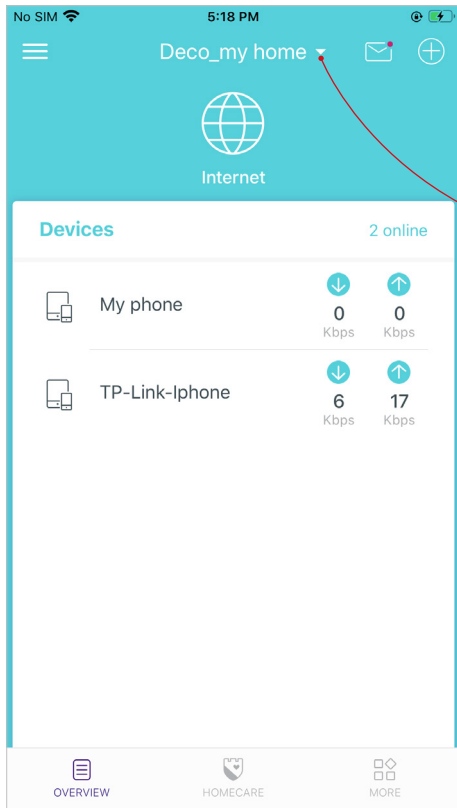 No SIM 5:18 PM
Deco_my home
Internet
Devices 2 online
My phone 0 0
Kbps Kbps
TP-Link-Iphone 6 17
Kbps Kbps
OVERVIEW HOMECARE MORE